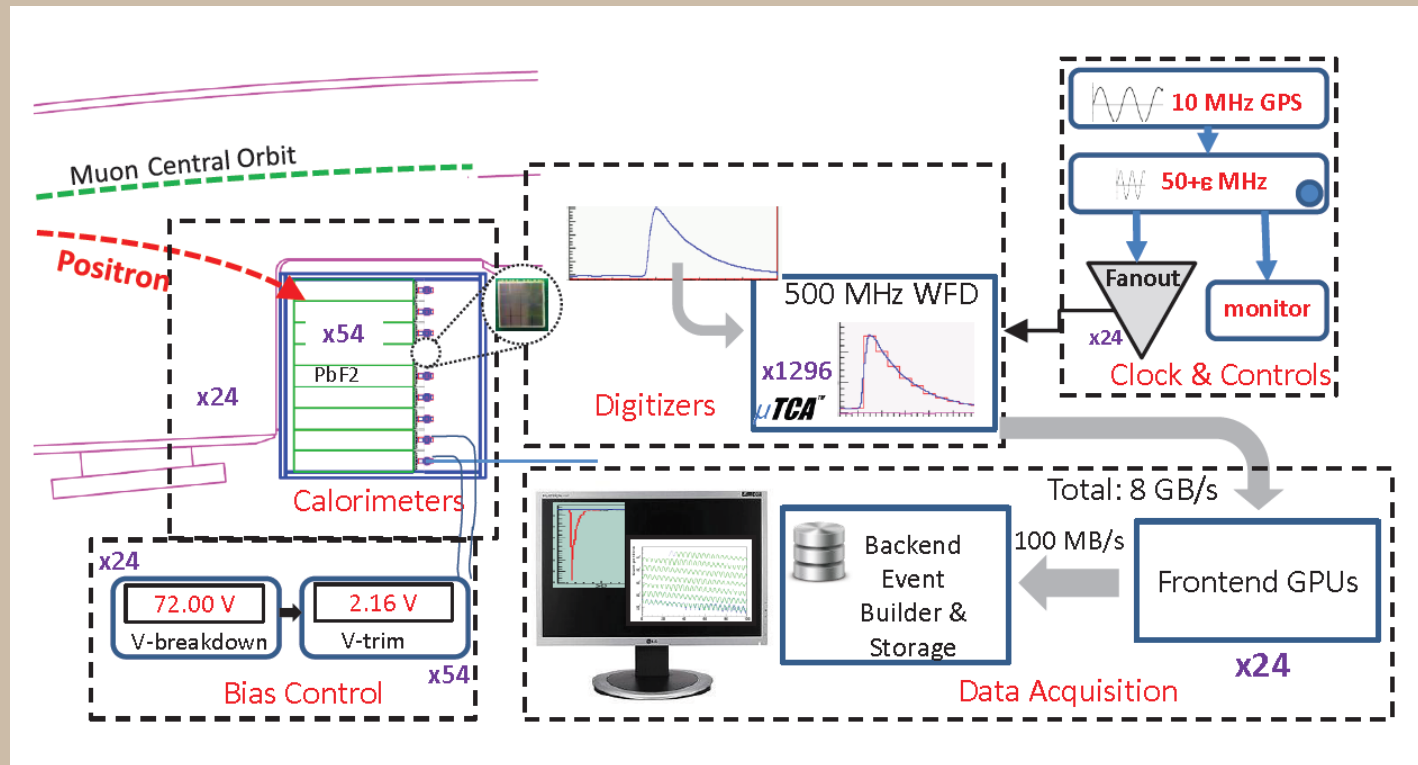 Muon Central Orbit
Positron
x54
PbF2
x24
Calorimeters
x24
72.00 V
V-breakdown
2.16 V
V-trim
x54
Bias Control
500 MHz WFD
x1296
µTCA™
Digitizers
10 MHz GPS
50+ε MHz
Fanout
x24
monitor
Clock & Controls
Total: 8 GB/s
100 MB/s
Backend
Event
Builder &
Storage
Frontend GPUs
x24
Data Acquisition